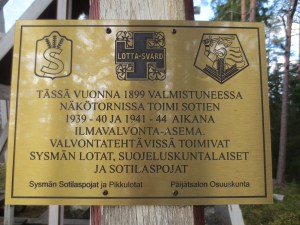 S
LOTTA-SVÄRD
TÄSSÄ VUONNA 1899 VALMISTUNEESSA
NÄKÖTORNISSA TOIMI SOTIEN
1939 - 40 JA 1941 - 44 AIKANA
ILMAVALVONTA-ASEMA.
VALVONTATEHTÄVISSÄ TOIMIVAT
SYSMÄN LOTAT, SUOJELUSKUNTALAISET
JA SOTILASPOJAT
Sysmän Sotilaspojat ja Pikkulotat Päijätsalon Osuuskunta